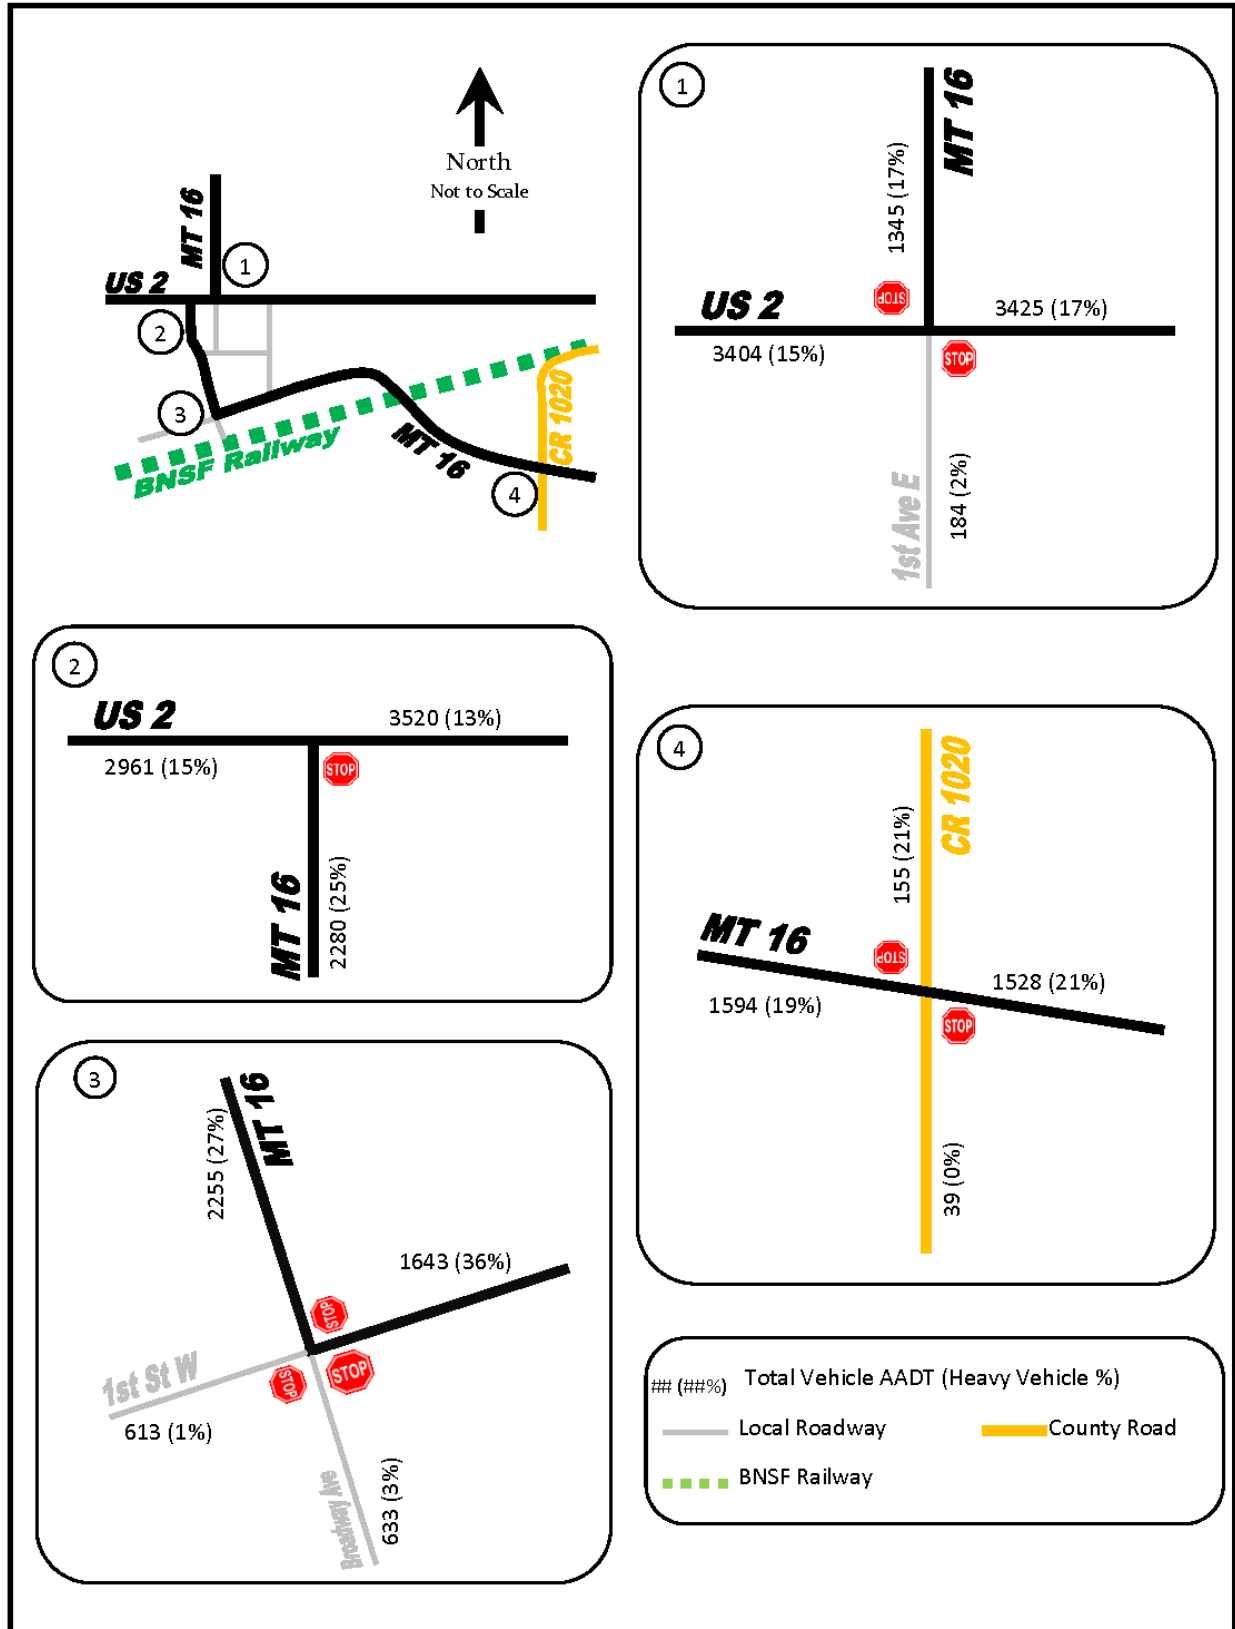 North
Not to Scale
MT 16
1
US 2
2
3
BNSF Railway
MT 16
CR 1020
4
1
MT 16
1345 (17%)
STOP
US 2
3425 (17%)
3404 (15%)
STOP
1st Ave E
184 (2%)
2
US 2
3520 (13%)
2961 (15%)
STOP
MT 16
2280 (25%)
3
MT 16
2255 (27%)
1643 (36%)
STOP
STOP
STOP
1st St W
613 (1%)
Broadway Ave
633 (3%)
4
CR 1020
155 (21%)
MT 16
STOP
1528 (21%)
1594 (19%)
STOP
39 (0%)
## (##%) Total Vehicle AADT (Heavy Vehicle %)
Local Roadway County Road
BNSF Railway